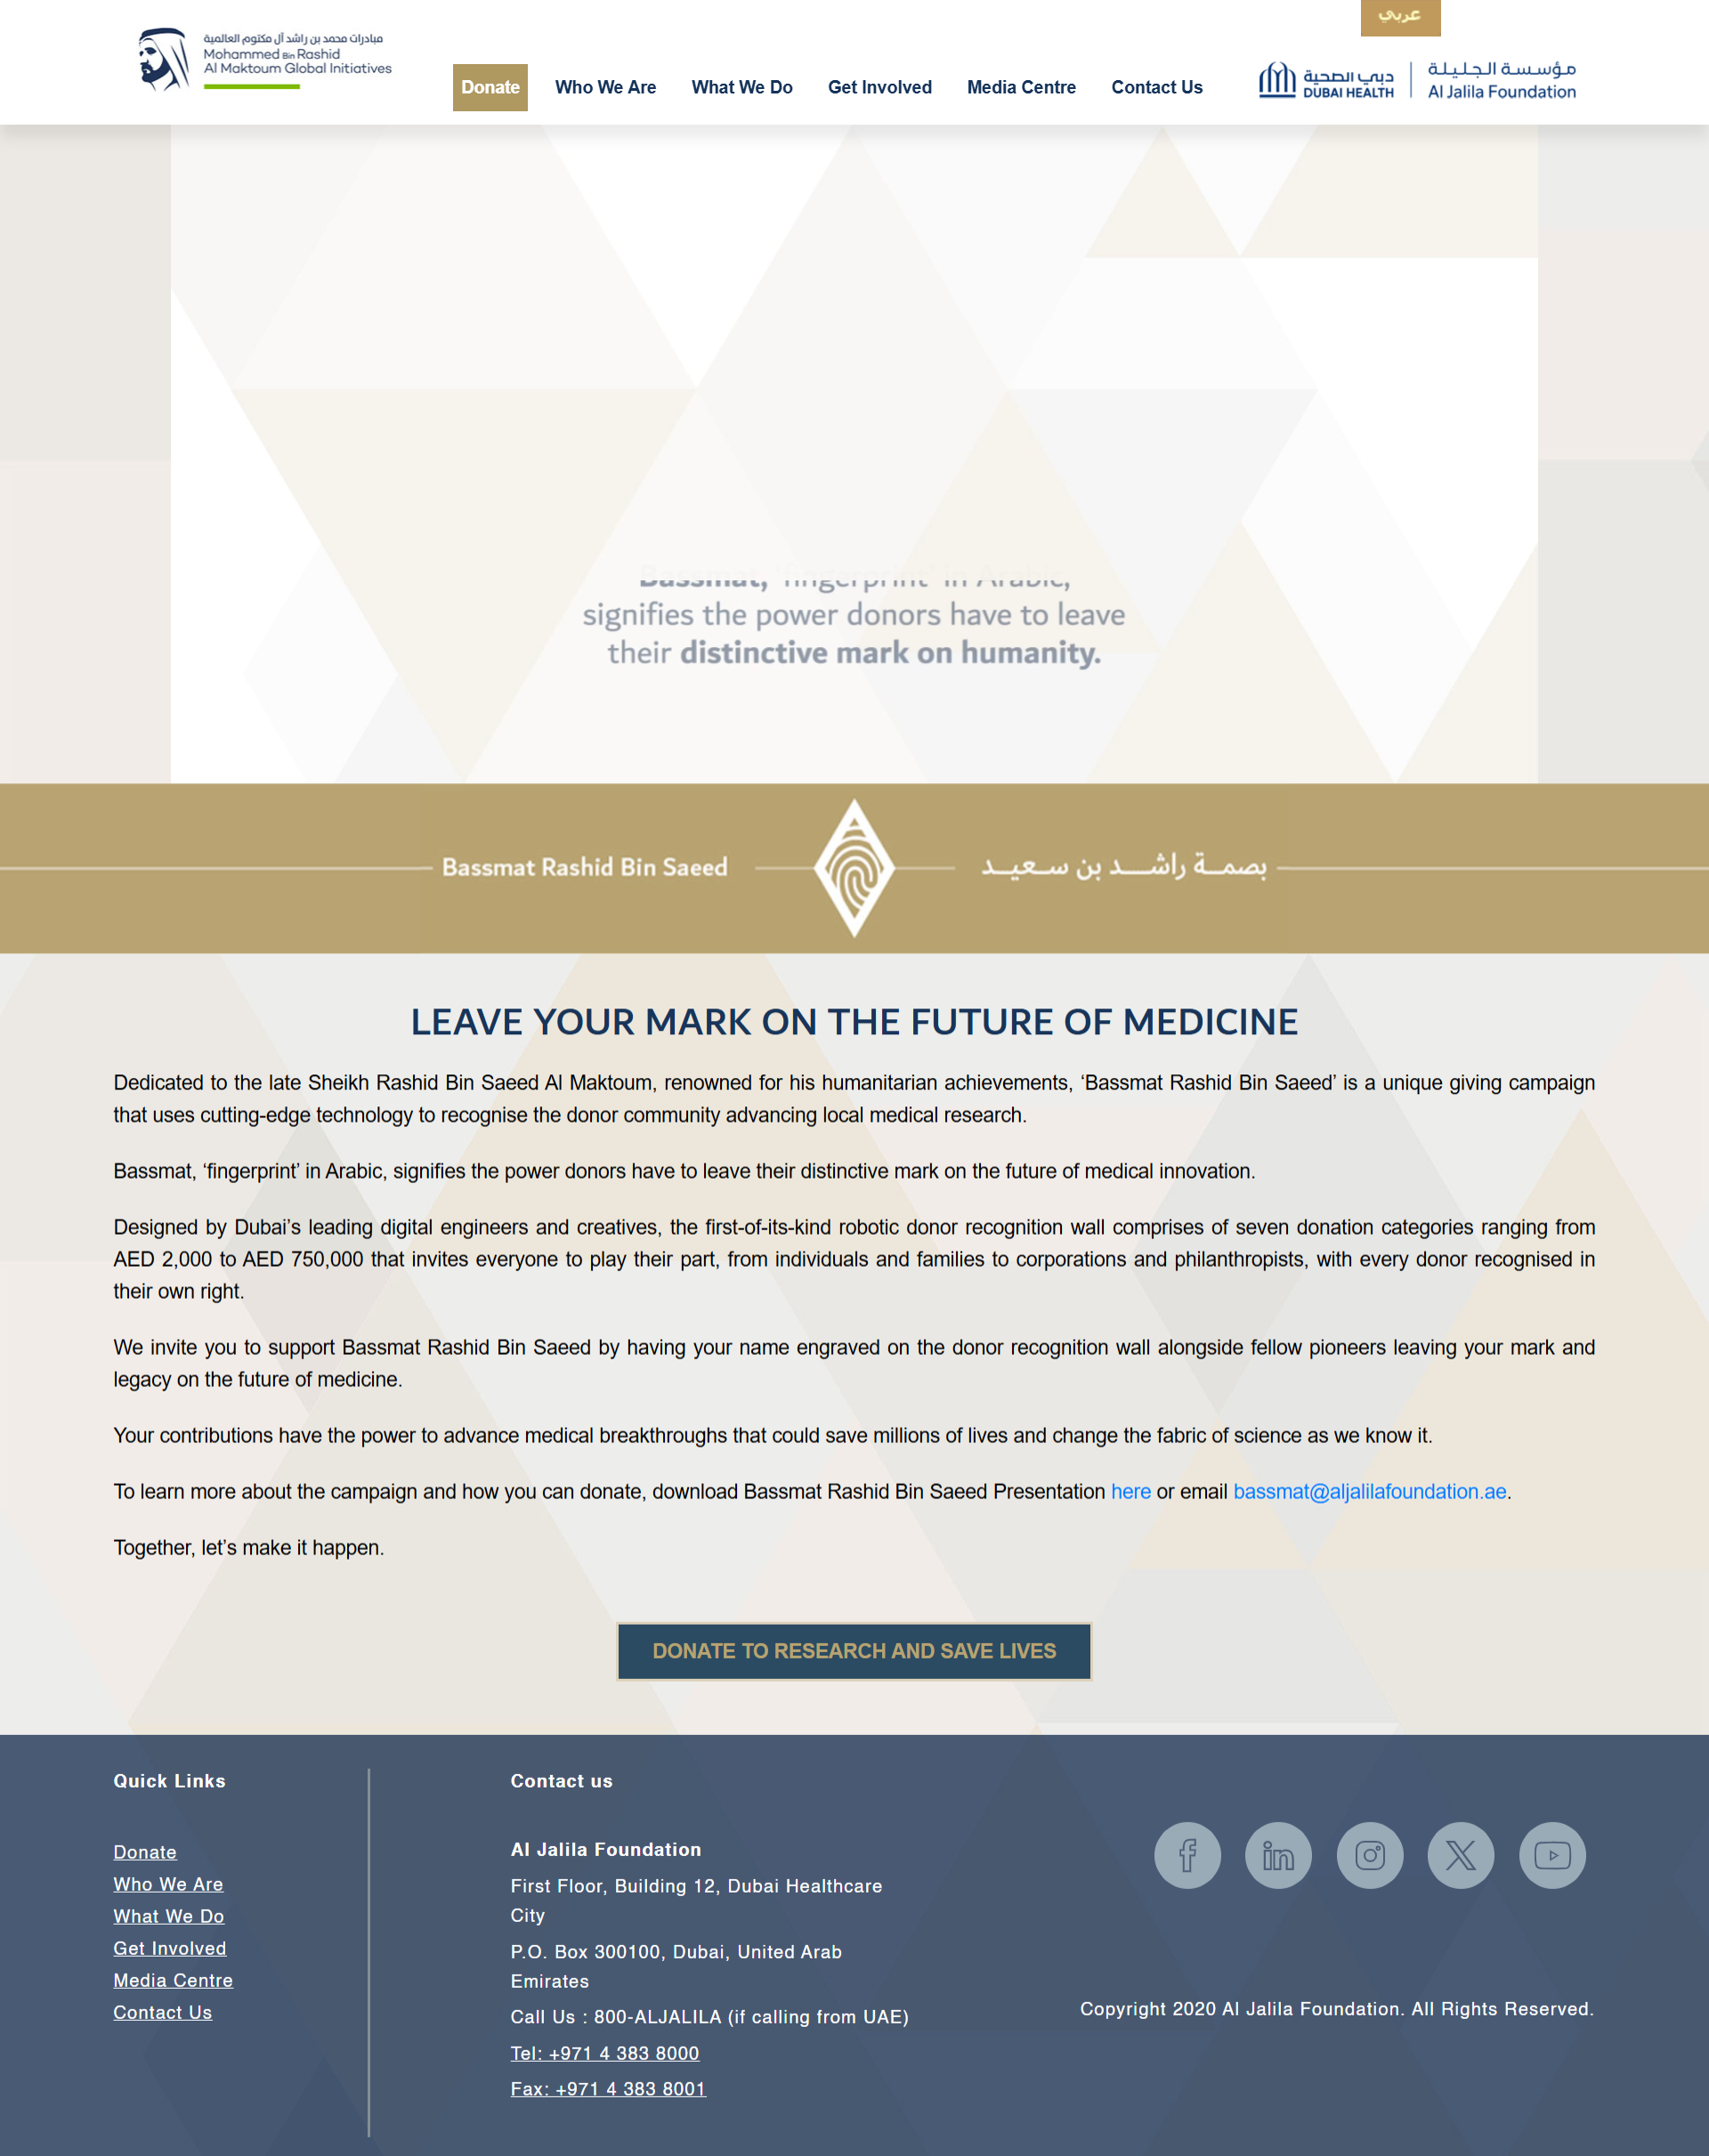 عربي
مبادرات محمد بن راشد آل مكتوم العالمية
Mohammed Bin Rashid
Al Maktoum Global Initiatives
Donate
Who We Are
What We Do
Get Involved
Media Centre
Contact Us
دبي الصحية
DUBAI HEALTH
مؤسسة الجليلة
Al Jalila Foundation
Bassmat, ‘fingerprint’ in Arabic,
signifies the power donors have to leave
their distinctive mark on humanity.
Bassmat Rashid Bin Saeed
بصمة راشد بن سعيد
LEAVE YOUR MARK ON THE FUTURE OF MEDICINE
Dedicated to the late Sheikh Rashid Bin Saeed Al Maktoum, renowned for his humanitarian achievements, ‘Bassmat Rashid Bin Saeed’ is a unique giving campaign
that uses cutting-edge technology to recognise the donor community advancing local medical research.
Bassmat, ‘fingerprint’ in Arabic, signifies the power donors have to leave their distinctive mark on the future of medical innovation.
Designed by Dubai’s leading digital engineers and creatives, the first-of-its-kind robotic donor recognition wall comprises of seven donation categories ranging from
AED 2,000 to AED 750,000 that invites everyone to play their part, from individuals and families to corporations and philanthropists, with every donor recognised in
their own right.
We invite you to support Bassmat Rashid Bin Saeed by having your name engraved on the donor recognition wall alongside fellow pioneers leaving your mark and
legacy on the future of medicine.
Your contributions have the power to advance medical breakthroughs that could save millions of lives and change the fabric of science as we know it.
To learn more about the campaign and how you can donate, download Bassmat Rashid Bin Saeed Presentation here or email bassmat@aljalilafoundation.ae.
Together, let’s make it happen.
DONATE TO RESEARCH AND SAVE LIVES
Quick Links
Donate
Who We Are
What We Do
Get Involved
Media Centre
Contact Us
Contact us
Al Jalila Foundation
First Floor, Building 12, Dubai Healthcare
City
P.O. Box 300100, Dubai, United Arab
Emirates
Call Us : 800-ALJALILA (if calling from UAE)
Tel: +971 4 383 8000
Fax: +971 4 383 8001
Copyright 2020 Al Jalila Foundation. All Rights Reserved.